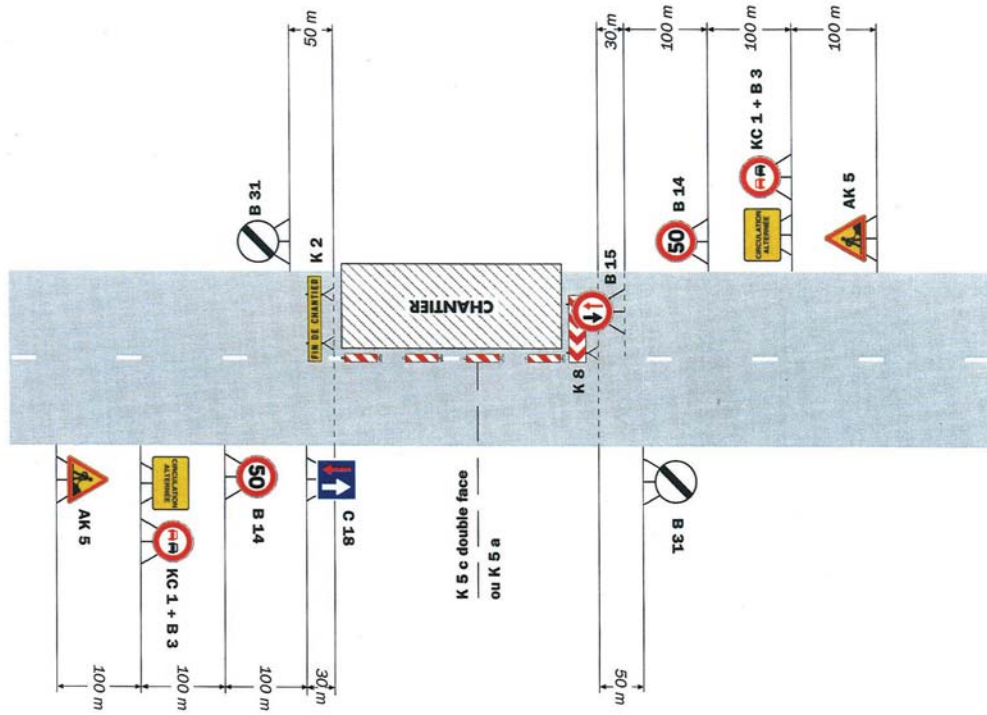 50 m
B 31
K 2
FIN DE CHANTIER
CHANTIER
K 8
B 15
30 m
100 m
100 m
100 m
50
B 14
CIRCULATION
ALTERNÉE
KC 1 + B 3
AK 5
AK 5
CIRCULATION
ALTERNÉE
KC 1 + B 3
50
B 14
C 18
100 m
100 m
100 m
30 m
K 5 c double face
ou K 5 a
B 31
50 m